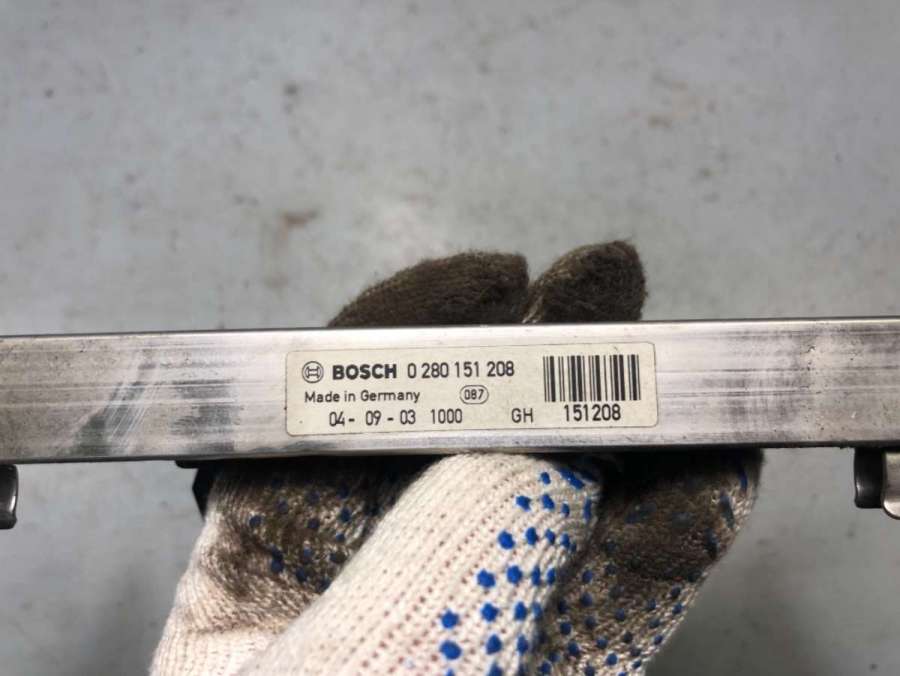 BOSCH 0 280 151 208
Made in Germany 087
04- 09 - 03 1000 GH 151208